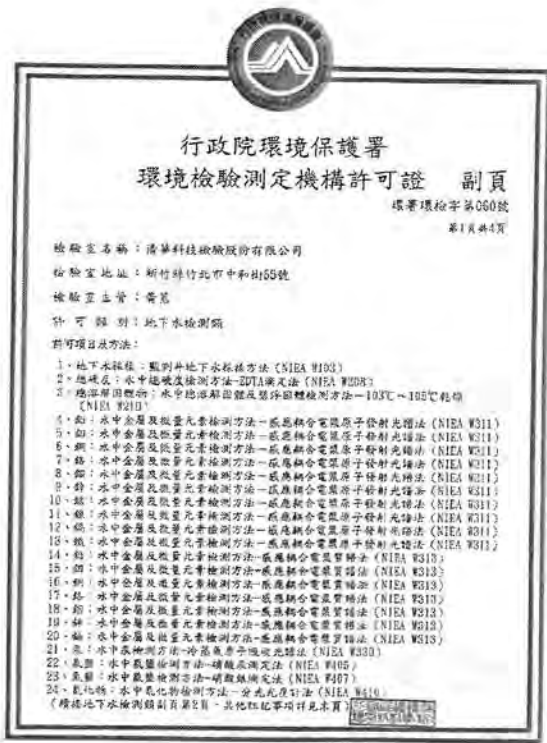 行政院環境保護署
環境檢驗測定機構許可證 副頁
環署環檢字第060號
第1頁共4頁
檢驗室名稱：清華科技檢驗股份有限公司
檢驗室地址：新竹縣竹北市中和街55號
檢驗室主管：黃
許可類別：地下水檢測類
許可項目及方法：
1、地下水採樣：監測井地下水採樣方法 (NIEA W103)
2、總硬度：水中總硬度檢測方法-EDTA滴定法 (NIEA W208)
3、總溶解固體物：水中總溶解固體及懸浮固體檢測方法-103℃~105℃乾燥
(NIEA W210)
4、：水中金屬及微量元素檢測方法-感應耦合電漿原子發射光譜法 (NIEA W311)
5、：水中金屬及微量元素檢測方法-感應耦合電漿原子發射光譜法 (NIEA W311)
6、：水中金屬及微量元素檢測方法-感應耦合電漿原子發射光譜法 (NIEA W311)
7、：水中金屬及微量元素檢測方法-感應耦合電漿原子發射光譜法 (NIEA W311)
8、：水中金屬及微量元素檢測方法-感應耦合電漿原子發射光譜法 (NIEA W311)
9、：水中金屬及微量元素檢測方法-感應耦合電漿原子發射光譜法 (NIEA W311)
10、：水中金屬及微量元素檢測方法-感應耦合電漿原子發射光譜法 (NIEA W311)
11、：水中金屬及微量元素檢測方法-感應耦合電漿原子發射光譜法 (NIEA W311)
12、：水中金屬及微量元素檢測方法-感應耦合電漿原子發射光譜法 (NIEA W311)
13、鐵：水中金屬及微量元素檢測方法-感應耦合電漿原子發射光譜法 (NIEA W311)
14、：水中金屬及微量元素檢測方法-感應耦合電漿質譜法 (NIEA W313)
15、：水中金屬及微量元素檢測方法-感應耦合電漿質譜法 (NIEA W313)
16、：水中金屬及微量元素檢測方法-感應耦合電漿質譜法 (NIEA W313)
17、：水中金屬及微量元素檢測方法-感應耦合電漿質譜法 (NIEA W313)
18、：水中金屬及微量元素檢測方法-感應耦合電漿質譜法 (NIEA W313)
19、：水中金屬及微量元素檢測方法-感應耦合電漿質譜法 (NIEA W313)
20、：水中金屬及微量元素檢測方法-感應耦合電漿質譜法 (NIEA W313)
21、汞：水中汞檢測方法-冷蒸氣原子吸收光譜法 (NIEA W330)
22、氯鹽：水中氯鹽檢測方法-硝酸汞滴定法 (NIEA W406)
23、氯鹽：水中氯鹽檢測方法-硝酸銀滴定法 (NIEA W407)
24、氰化物：水中氰化物檢測方法-分光光度計法 (NIEA W410)
(續接地下水檢測類副頁第2頁，其他註記事項詳見末頁)